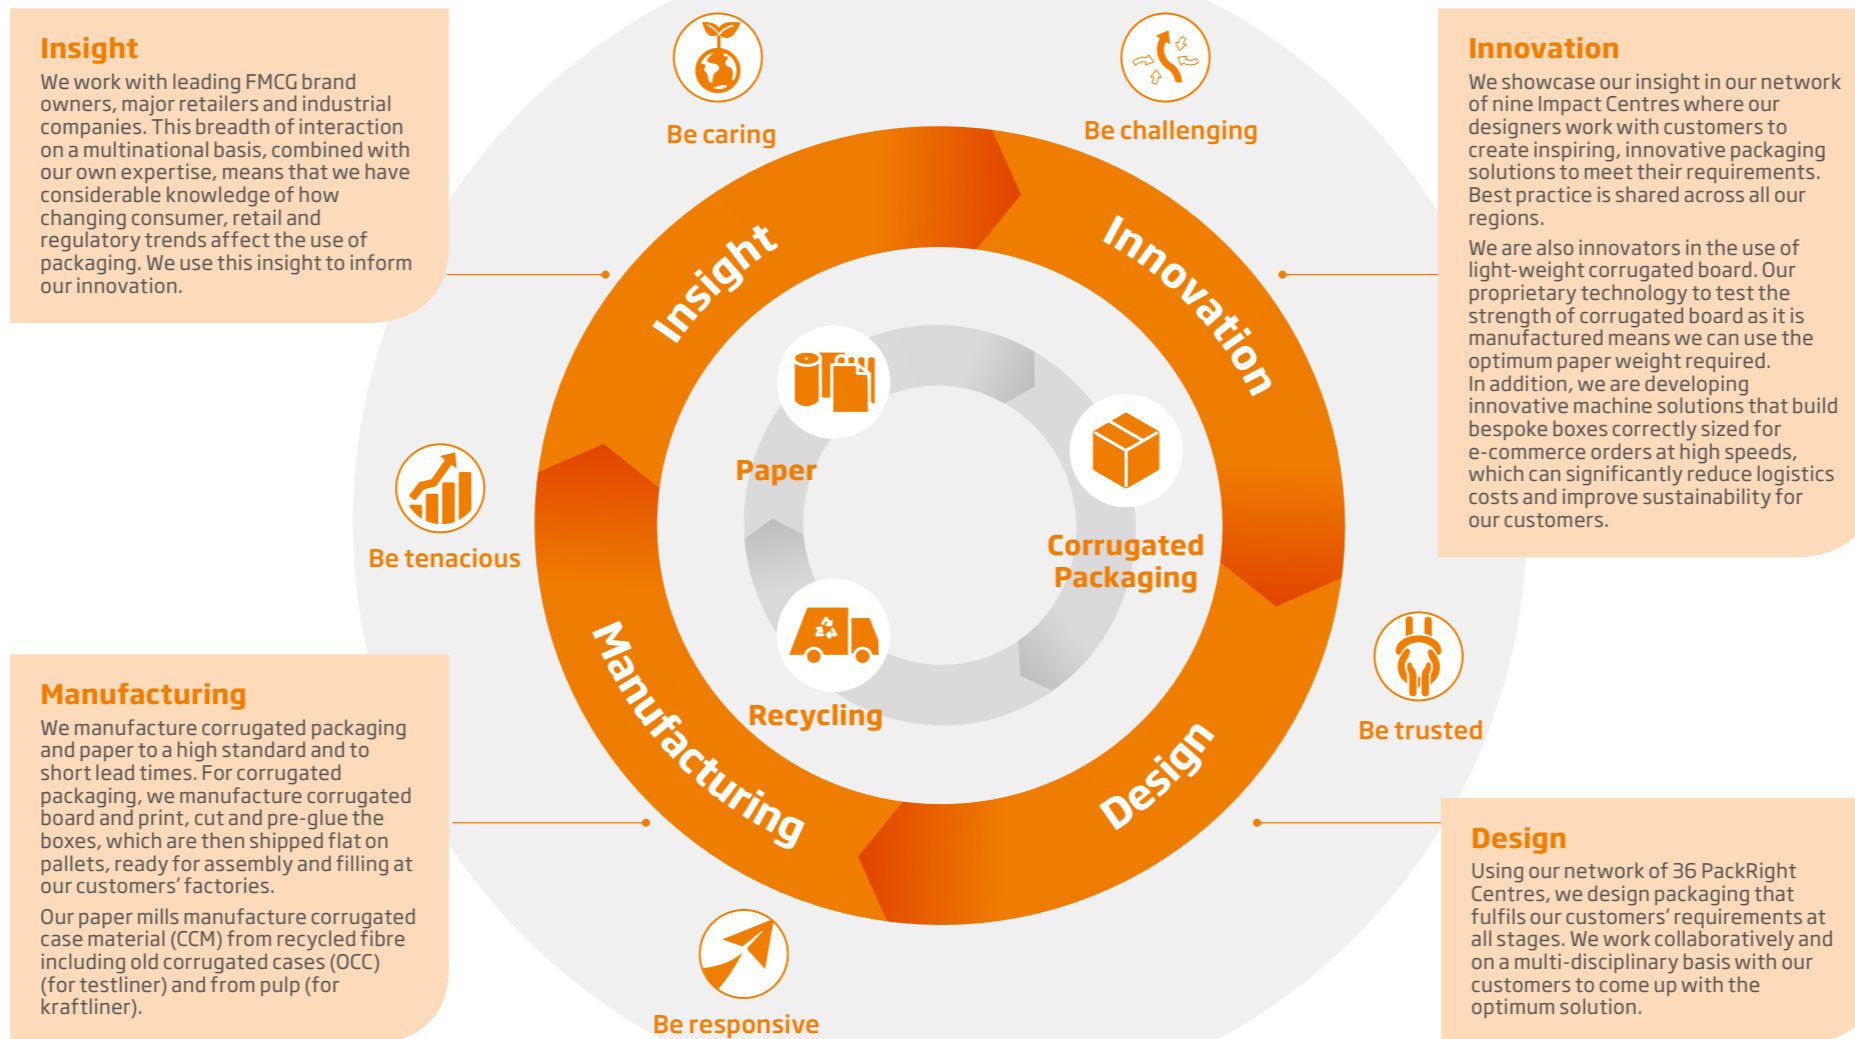 Insight
We work with leading FMCG brand
owners, major retailers and industrial
companies. This breadth of interaction
on a multinational basis, combined with
our own expertise, means that we have
considerable knowledge of how
changing consumer, retail and
regulatory trends affect the use of
packaging. We use this insight to inform
our innovation.
Be caring
Be challenging
Innovation
We showcase our insight in our network
of nine Impact Centres where our
designers work with customers to
create inspiring, innovative packaging
solutions to meet their requirements.
Best practice is shared across all our
regions.
We are also innovators in the use of
light-weight corrugated board. Our
proprietary technology to test the
strength of corrugated board as it is
manufactured means we can use the
optimum paper weight required.
In addition, we are developing
innovative machine solutions that build
bespoke boxes correctly sized for
e-commerce orders at high speeds,
which can significantly reduce logistics
costs and improve sustainability for
our customers.
Insight
Innovation
Paper
Corrugated
Packaging
Recycling
Be tenacious
Be trusted
Manufacturing
Design
Manufacturing
We manufacture corrugated packaging
and paper to a high standard and to
short lead times. For corrugated
packaging, we manufacture corrugated
board and print, cut and pre-glue the
boxes, which are then shipped flat on
pallets, ready for assembly and filling at
our customers’ factories.
Our paper mills manufacture corrugated
case material (CCM) from recycled fibre
including old corrugated cases (OCC)
(for testliner) and from pulp (for
kraftliner).
Be responsive
Design
Using our network of 36 PackRight
Centres, we design packaging that
fulfils our customers’ requirements at
all stages. We work collaboratively and
on a multi-disciplinary basis with our
customers to come up with the
optimum solution.